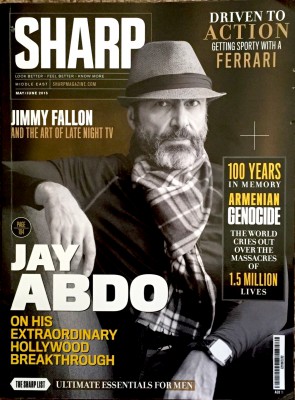 SHARP
LOOK BETTER · FEEL BETTER · KNOW MORE
MIDDLE EAST | SHARPMAGAZINE.COM
MAY/JUNE 2015
DRIVEN TO
ACTION
GETTING SPORTY WITH A
FERRARI
JIMMY FALLON
AND THE ART OF LATE NIGHT TV
100 YEARS
IN MEMORY
ARMENIAN
GENOCIDE
THE WORLD
CRIES OUT
OVER THE
MASSACRES
OF
1.5 MILLION
LIVES
PAGE
JAY
ABDO
ON HIS
EXTRAORDINARY
HOLLYWOOD
BREAKTHROUGH
THE SHARP LIST
ULTIMATE ESSENTIALS FOR MEN